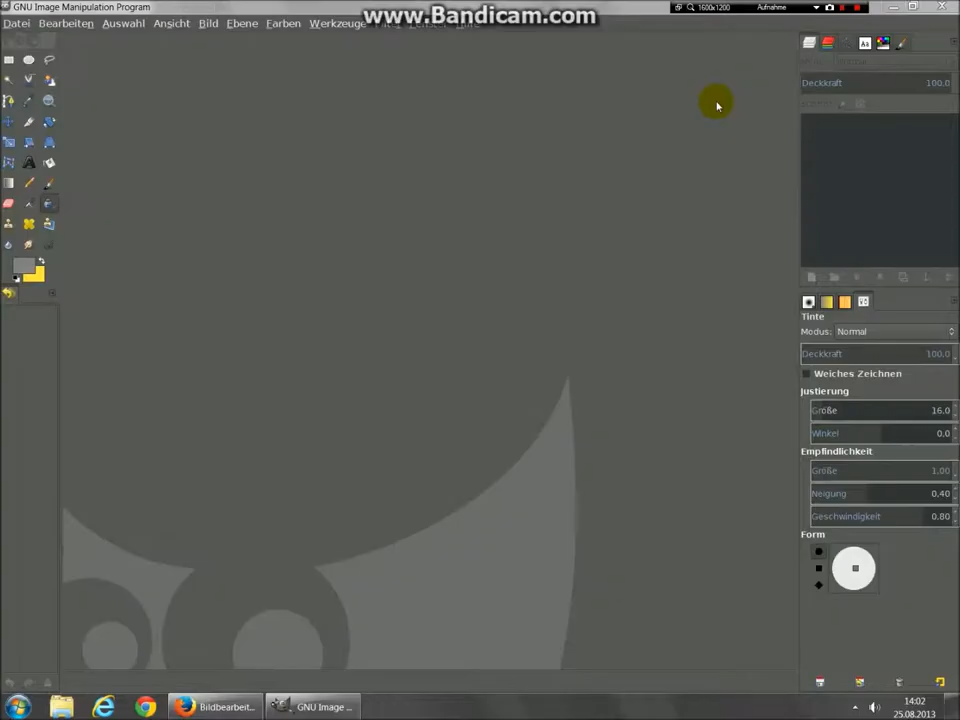 GNU Image Manipulation Program
www.Bandicam.com
1600x1200
Aufnahme
Datei Bearbeiten Auswahl Ansicht Bild Ebene Farben Werkzeuge
Deckkraft 100.0
Tinte
Modus: Normal
Deckkraft 100.0
Weiches Zeichnen
Justierung
Größe 16.0
Winkel 0.0
Empfindlichkeit
Größe 1.00
Neigung 0.40
Geschwindigkeit 0.80
Form
Bildbearbeit...
GNU Image ...
14:02
25.08.2013